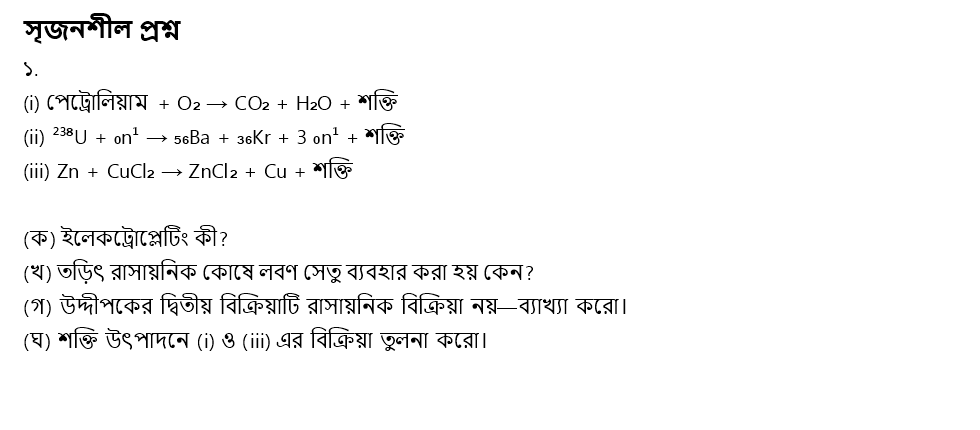 সৃজনশীল প্রশ্ন
১.
(i) পেট্রোলিয়াম + O₂ → CO₂ + H₂O + শক্তি
(ii) ²³⁸U + ₀n¹ → ₅₆Ba + ₃₆Kr + 3 ₀n¹ + শক্তি
(iii) Zn + CuCl₂ → ZnCl₂ + Cu + শক্তি
(ক) ইলেকট্রোপ্লেটিং কী?
(খ) তড়িৎ রাসায়নিক কোষে লবণ সেতু ব্যবহার করা হয় কেন?
(গ) উদ্দীপকের দ্বিতীয় বিক্রিয়াটি রাসায়নিক বিক্রিয়া নয়—ব্যাখ্যা করো।
(ঘ) শক্তি উৎপাদনে (i) ও (iii) এর বিক্রিয়া তুলনা করো।